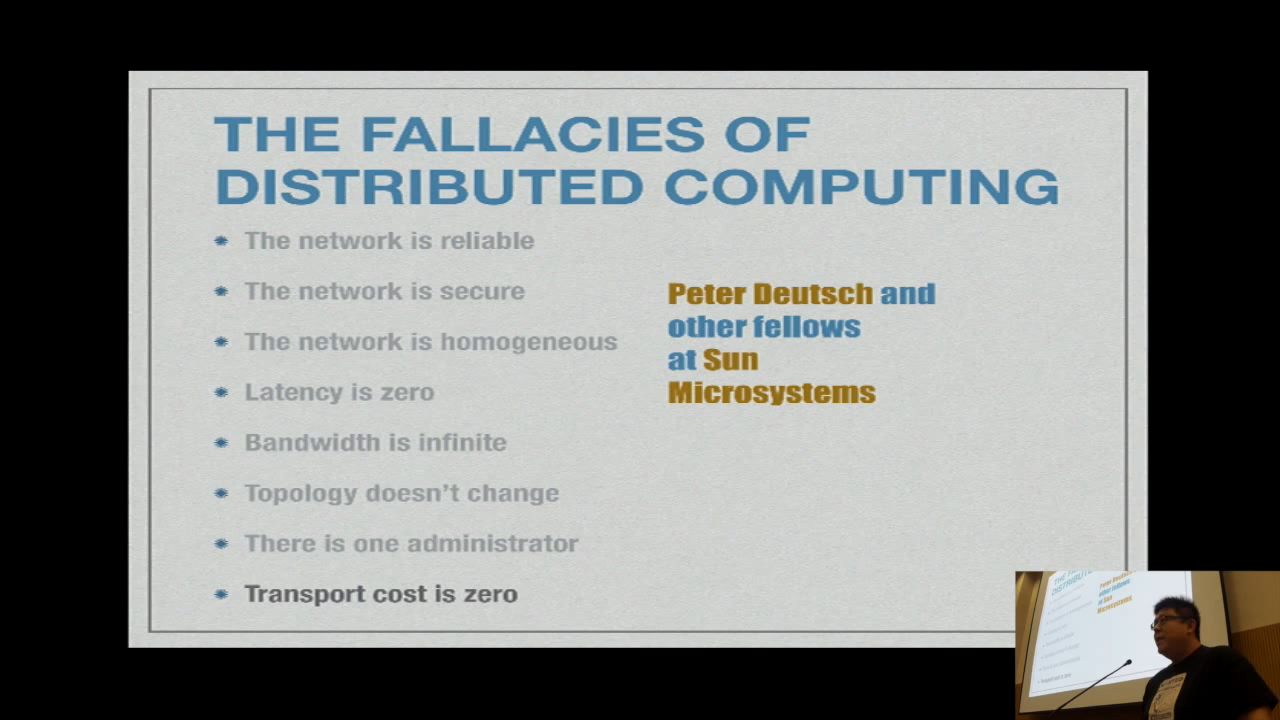 THE FALLACIES OF
DISTRIBUTED COMPUTING
The network is reliable
The network is secure
The network is homogeneous
Latency is zero
Bandwidth is infinite
Topology doesn't change
There is one administrator
Transport cost is zero
Peter Deutsch and
other fellows
at Sun
Microsystems